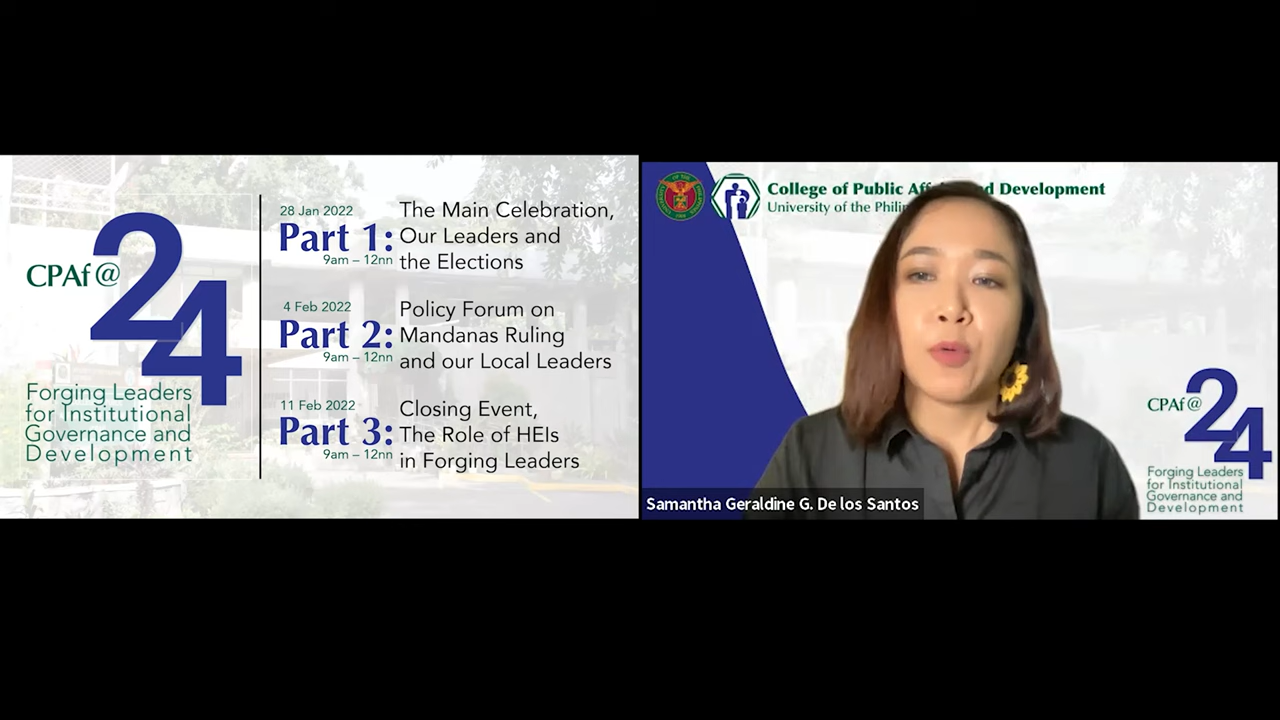 CPAf@24
Forging Leaders
for Institutional
Governance and
Development
28 Jan 2022
Part 1:
9am – 12nn
The Main Celebration,
Our Leaders and
the Elections
4 Feb 2022
Part 2:
9am – 12nn
Policy Forum on
Mandanas Ruling
and our Local Leaders
11 Feb 2022
Part 3:
9am – 12nn
Closing Event,
The Role of HEIs
in Forging Leaders
College of Public Aff d Development
University of the Philip
CPAf@24
Forging Leaders
for Institutional
Governance and
Development
Samantha Geraldine G. De los Santos